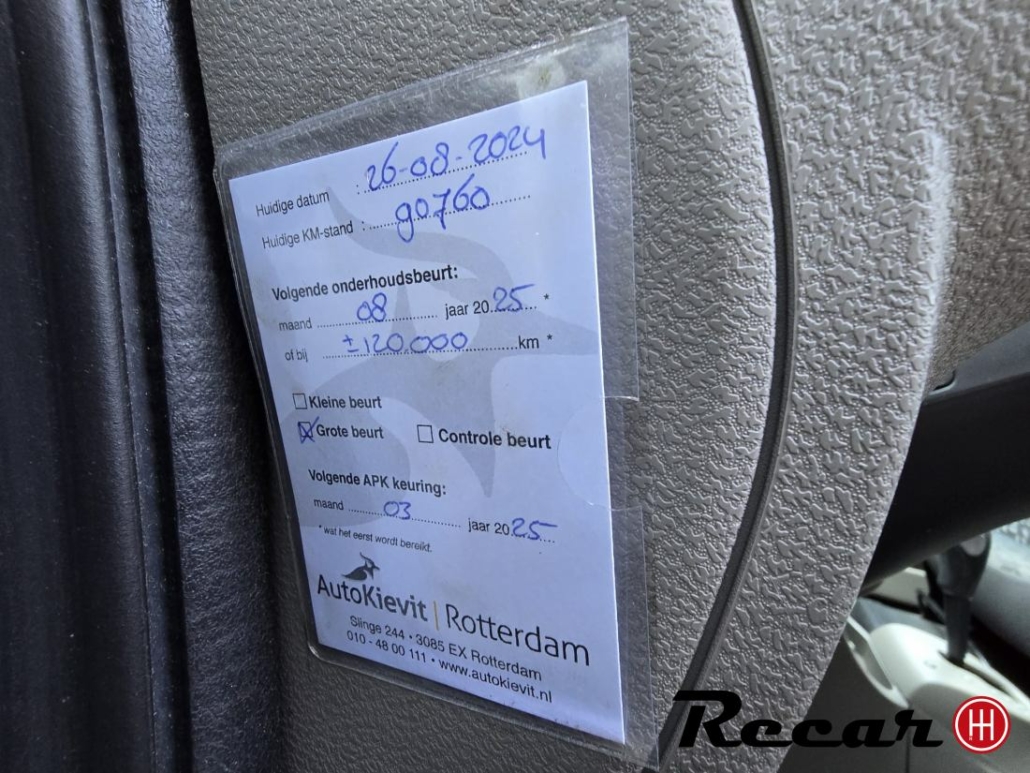 Huidige datum : 26-08-2024
Huidige KM-stand : 90760
Volgende onderhoudsbeurt:
maand 08 jaar 2025 *
of bij ± 120.000 km *
Kleine beurt
Grote beurt Controle beurt
Volgende APK keuring:
maand 03 jaar 2025
* wat het eerst wordt bereikt.
AutoKievit | Rotterdam
Slinge 244 • 3085 EX Rotterdam
010 - 48 00 111 • www.autokievit.nl
Recar